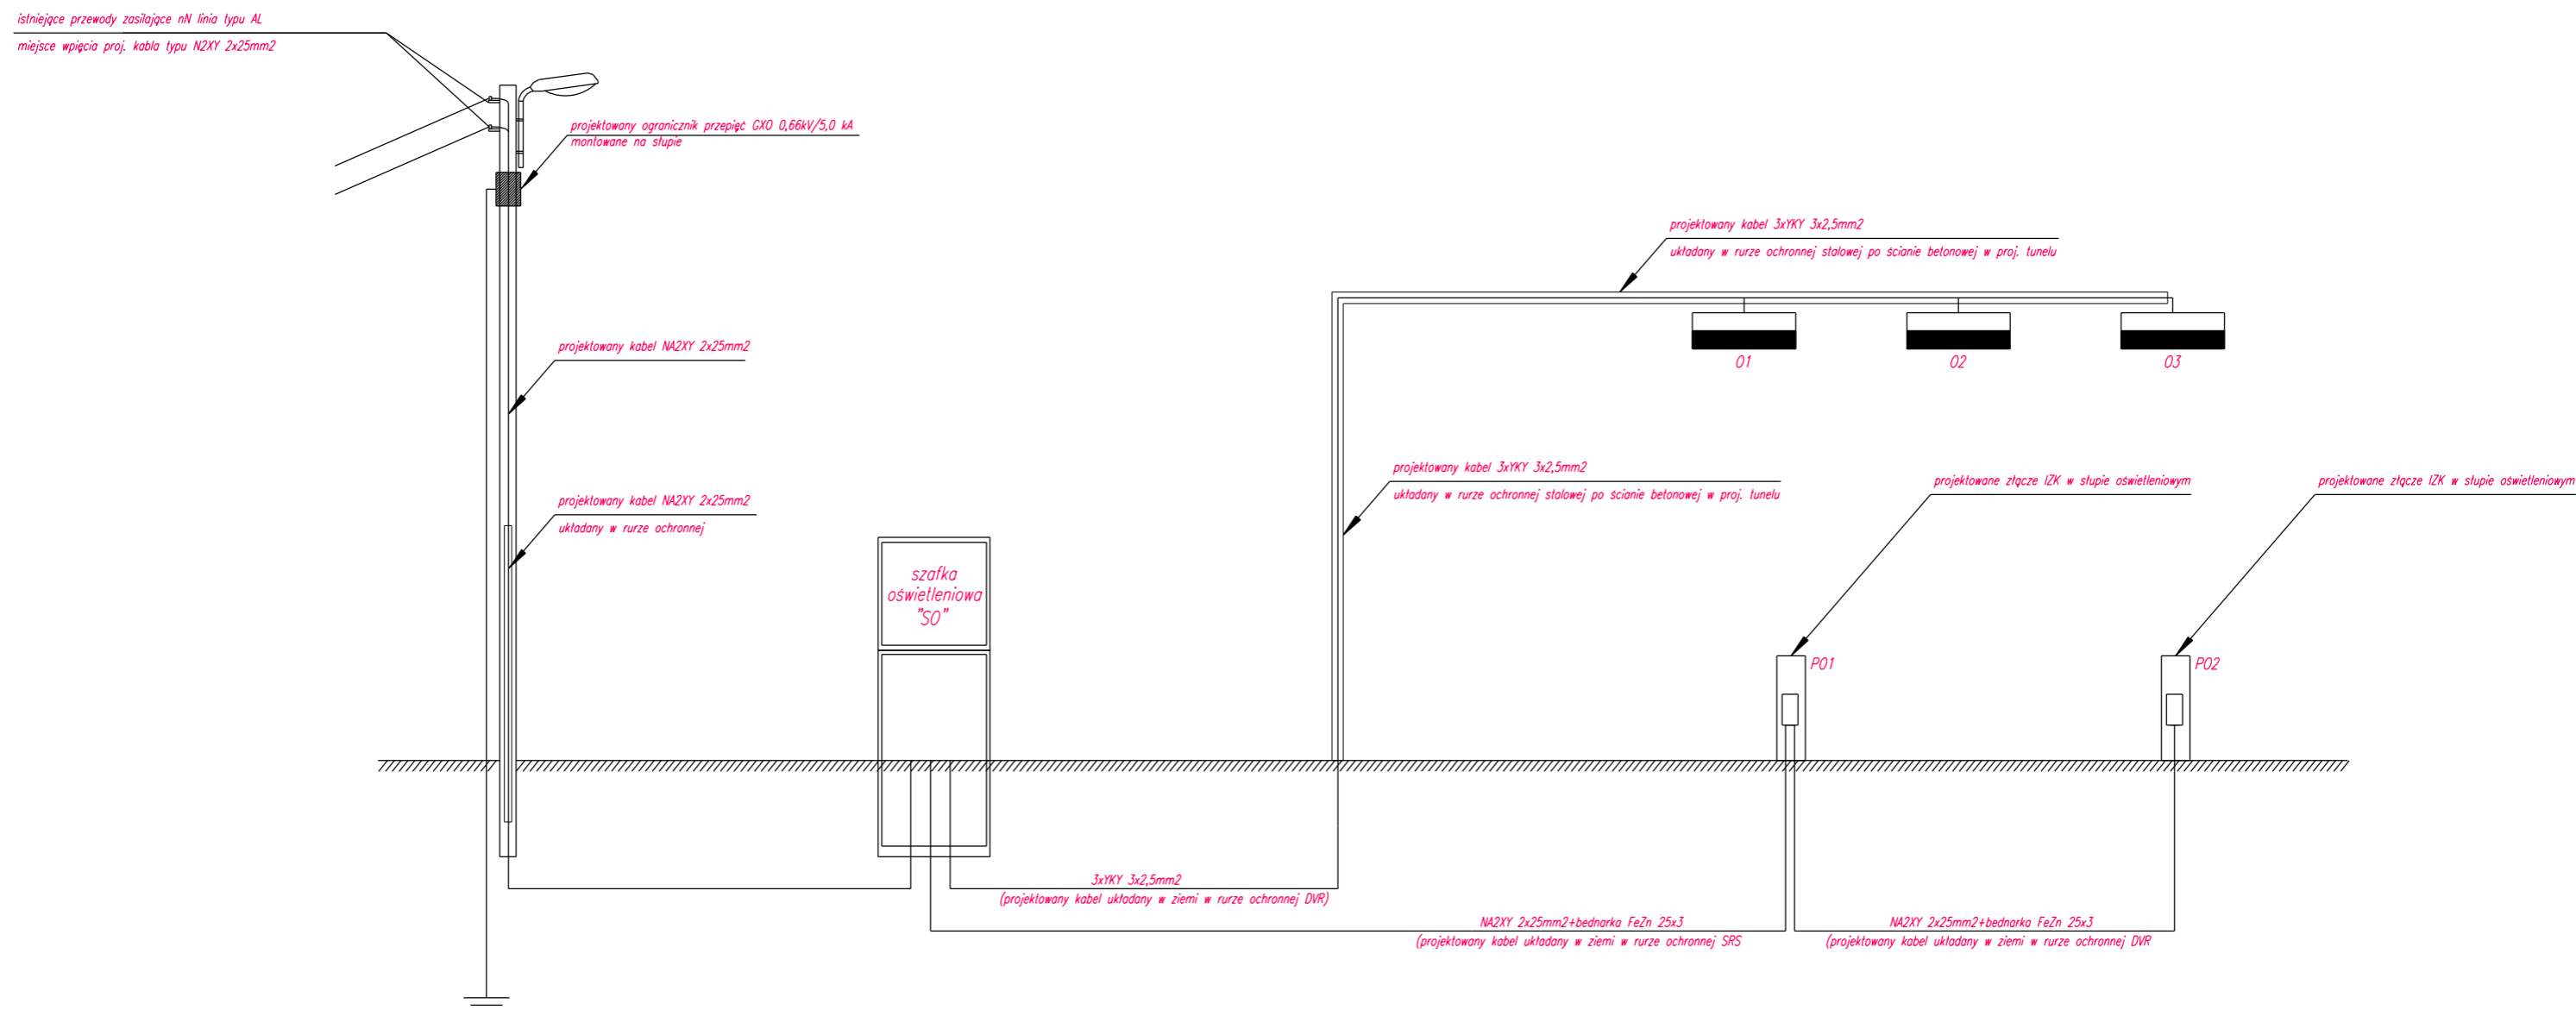 istniejące przewody zasilające nN linia typu AL
miejsce wpięcia proj. kabla typu N2XY 2x25mm2
projektowany ogranicznik przepięć GXO 0,66kV/5,0 kA
montowane na słupie
projektowany kabel 3xYKY 3x2,5mm2
układany w rurze ochronnej stalowej po ścianie betonowej w proj. tunelu
O1
O2
O3
projektowany kabel NA2XY 2x25mm2
projektowany kabel 3xYKY 3x2,5mm2
układany w rurze ochronnej stalowej po ścianie betonowej w proj. tunelu
projektowane złącze IZK w słupie oświetleniowym
projektowane złącze IZK w słupie oświetleniowym
projektowany kabel NA2XY 2x25mm2
układany w rurze ochronnej
szafka
oświetleniowa
"SO"
PO1
PO2
3xYKY 3x2,5mm2
(projektowany kabel układany w ziemi w rurze ochronnej DVR)
NA2XY 2x25mm2+bednarka FeZn 25x3
(projektowany kabel układany w ziemi w rurze ochronnej SRS
NA2XY 2x25mm2+bednarka FeZn 25x3
(projektowany kabel układany w ziemi w rurze ochronnej DVR